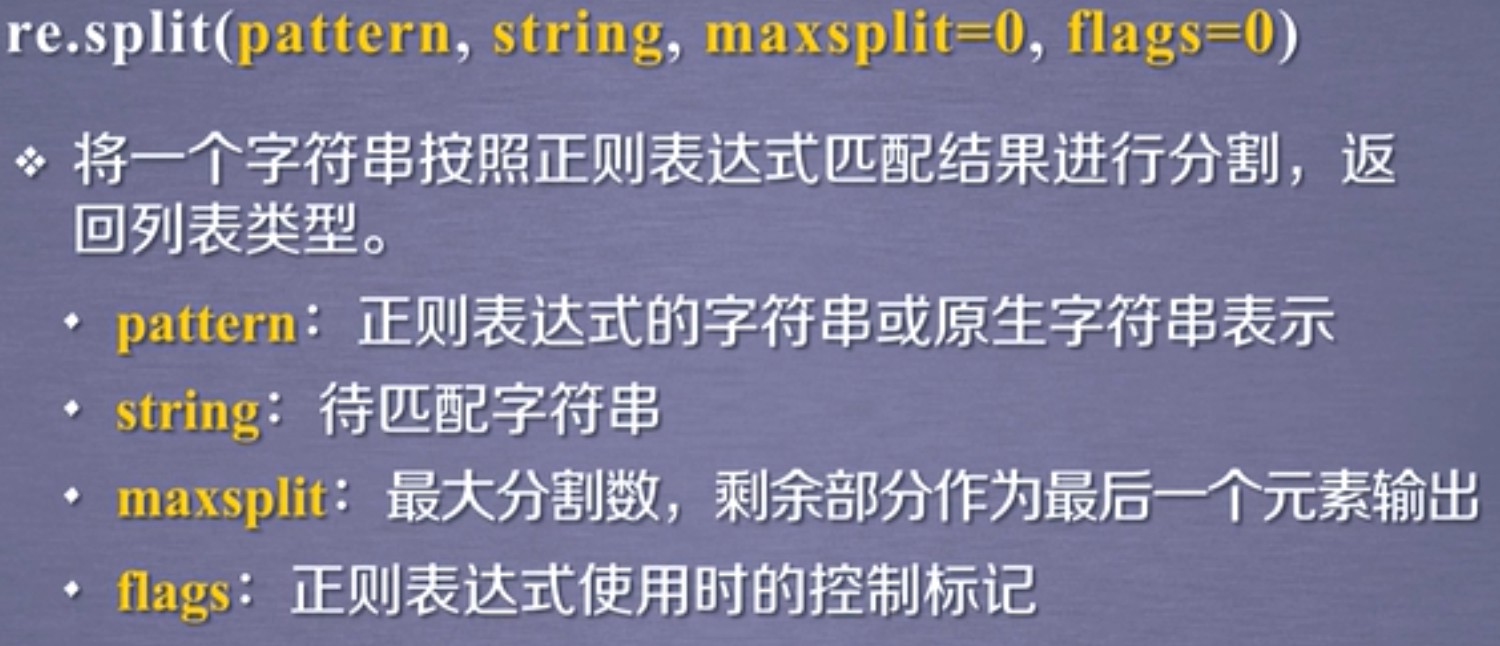 re.split(pattern, string, maxsplit=0, flags=0)
❖ 将一个字符串按照正则表达式匹配结果进行分割，返
回列表类型。
• pattern：正则表达式的字符串或原生字符串表示
• string：待匹配字符串
• maxsplit：最大分割数，剩余部分作为最后一个元素输出
• flags：正则表达式使用时的控制标记